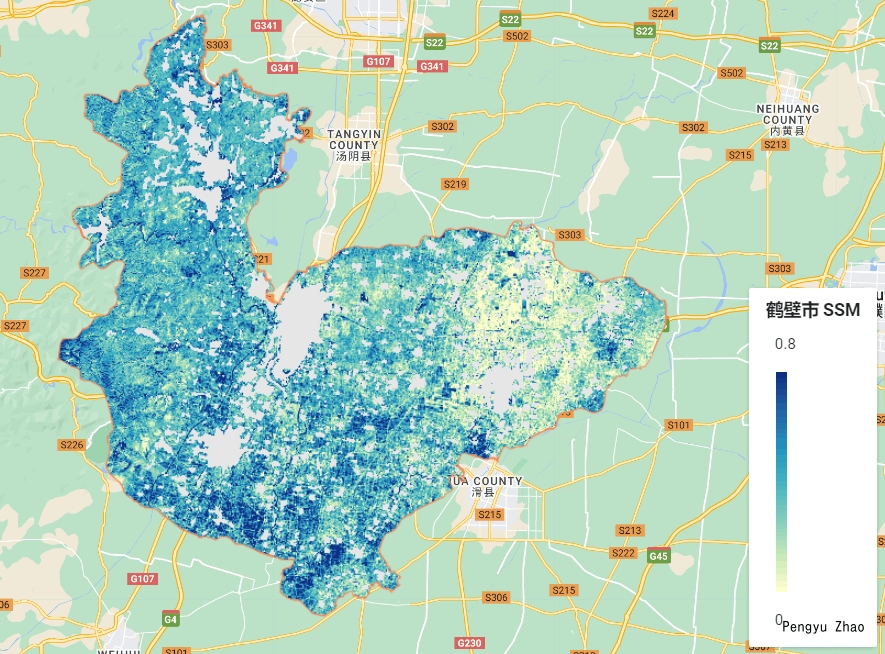 G341
S22
S224
S22
S22
S303
G341
G107
G341
S22
S502
S502
NEIHUANG
COUNTY
内黄县
TANGYIN
COUNTY
汤阴县
S302
S302
S213
S215
S219
S303
S303
S227
S227
鹤壁市 SSM
0.8
0
Pengyu Zhao
S101
S226
UA COUNTY
滑县
S215
S213
S222
G45
G107
G4
S306
S215
G230
S101